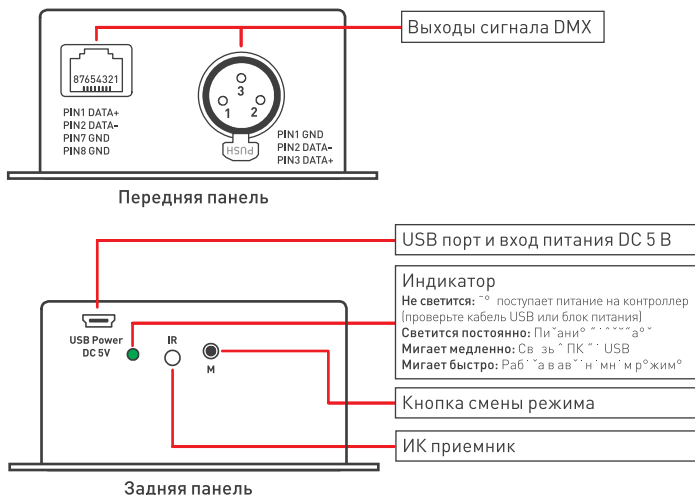 Выходы сигнала DMX
87654321
PIN1 DATA+
PIN2 DATA-
PIN7 GND
PIN8 GND
3
1 2
PUSH
PIN1 GND
PIN2 DATA-
PIN3 DATA+
Передняя панель
USB порт и вход питания DC 5 В
Индикатор
Не светится: поступает питание на контроллер
(проверьте кабель USB или блок питания)
Светится постоянно:
Мигает медленно: ПК USB
Мигает быстро: в
USB Power
DC 5V
IR
M
Кнопка смены режима
ИК приемник
Задняя панель